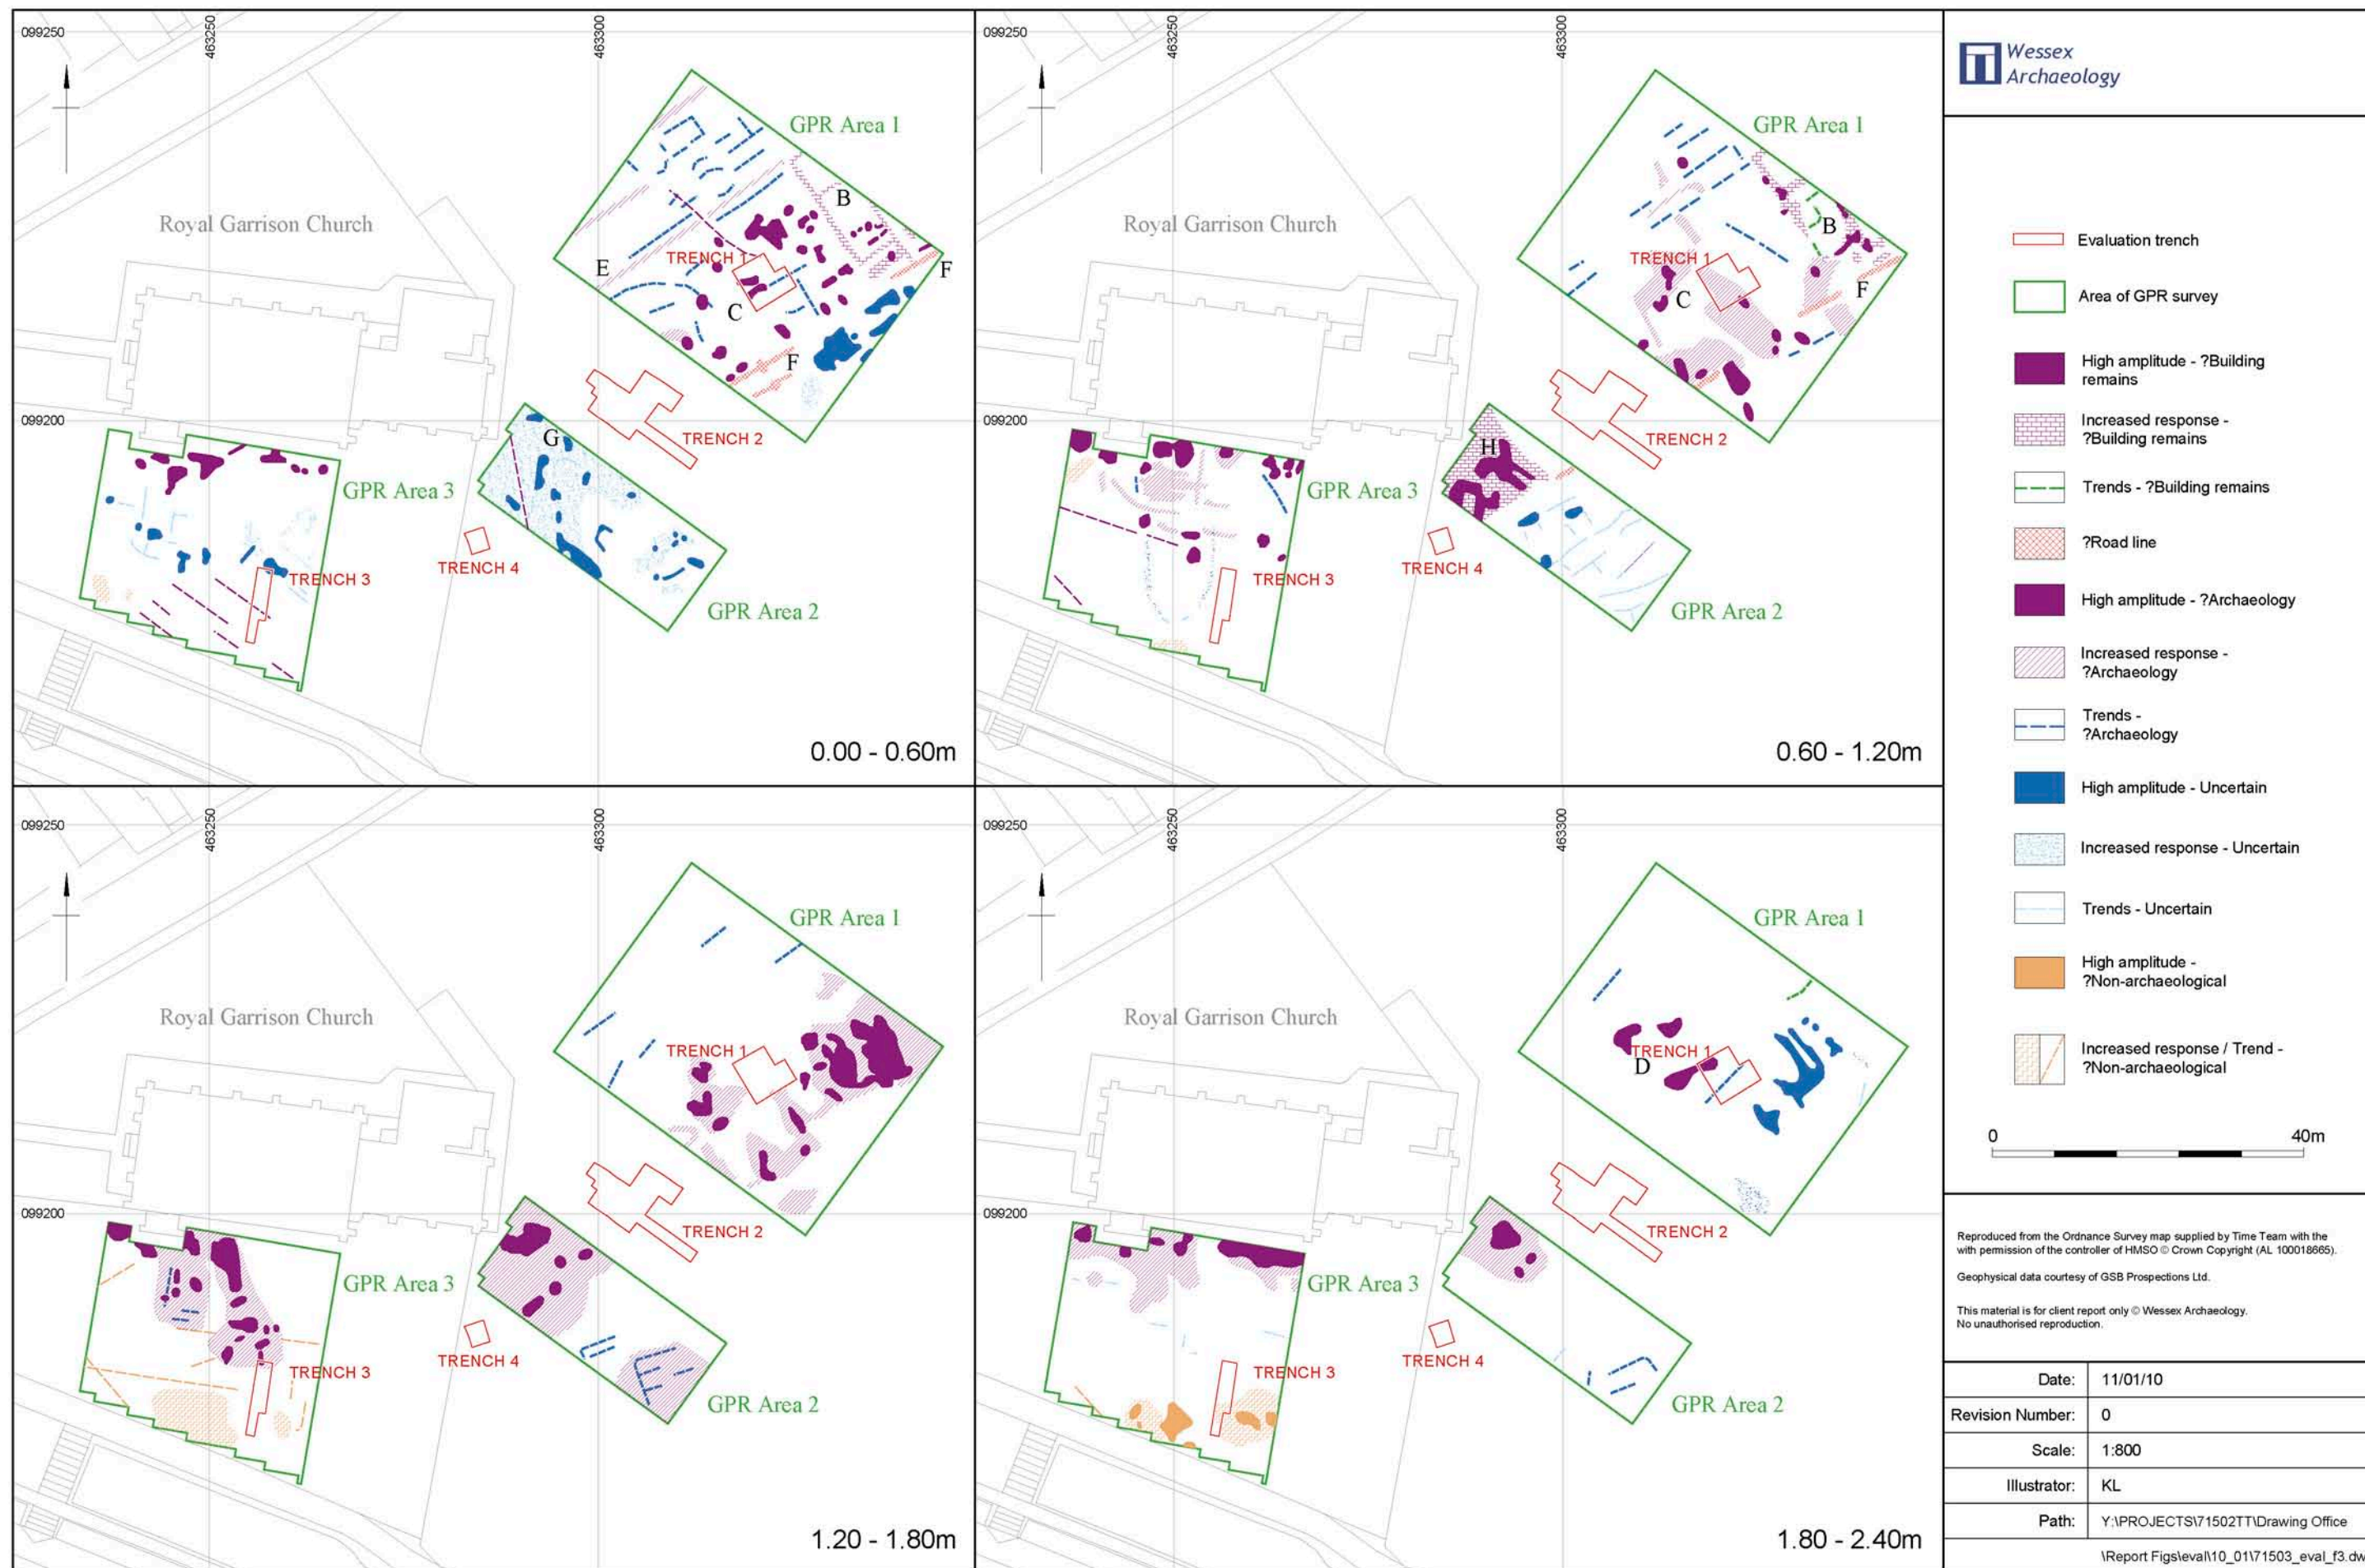 099250
463250
463300
GPR Area 1
B
Royal Garrison Church
TRENCH 1
E
F
C
F
099200
G
TRENCH 2
GPR Area 3
TRENCH 3
TRENCH 4
GPR Area 2
0.00 - 0.60m
099250
463250
463300
GPR Area 1
Royal Garrison Church
B
TRENCH 1
C
F
099200
H
TRENCH 2
GPR Area 3
TRENCH 4
TRENCH 3
GPR Area 2
0.60 - 1.20m
099250
463250
463300
GPR Area 1
Royal Garrison Church
TRENCH 1
099200
TRENCH 2
GPR Area 3
TRENCH 4
TRENCH 3
GPR Area 2
1.20 - 1.80m
099250
463250
463300
GPR Area 1
Royal Garrison Church
TRENCH 1
D
099200
TRENCH 2
GPR Area 3
TRENCH 4
TRENCH 3
GPR Area 2
1.80 - 2.40m
Wessex
Archaeology
Evaluation trench
Area of GPR survey
High amplitude - ?Building
remains
Increased response -
?Building remains
Trends - ?Building remains
?Road line
High amplitude - ?Archaeology
Increased response -
?Archaeology
Trends -
?Archaeology
High amplitude - Uncertain
Increased response - Uncertain
Trends - Uncertain
High amplitude -
?Non-archaeological
Increased response / Trend -
?Non-archaeological
0 40m
Reproduced from the Ordnance Survey map supplied by Time Team with the
with permission of the controller of HMSO © Crown Copyright (AL 100018665).
Geophysical data courtesy of GSB Prospections Ltd.
This material is for client report only © Wessex Archaeology.
No unauthorised reproduction.
Date: 11/01/10
Revision Number: 0
Scale: 1:800
Illustrator: KL
Path: Y:\PROJECTS\71502TT\Drawing Office
\Report Figs\eval\10_01\71503_eval_f3.dw